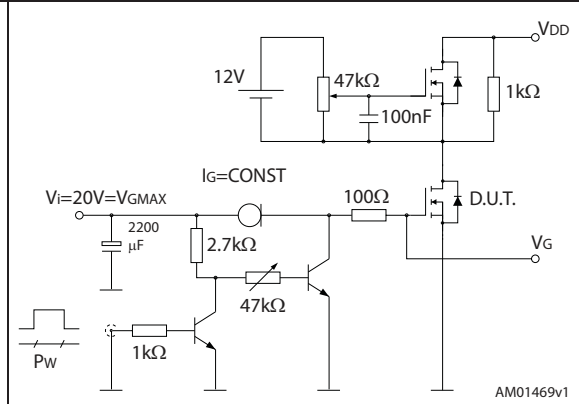 VDD
12V
47kΩ
1kΩ
100nF
IG=CONST
Vi=20V=VGMAX
100Ω
D.U.T.
2200
μF
2.7kΩ
VG
47kΩ
1kΩ
PW
AM01469v1